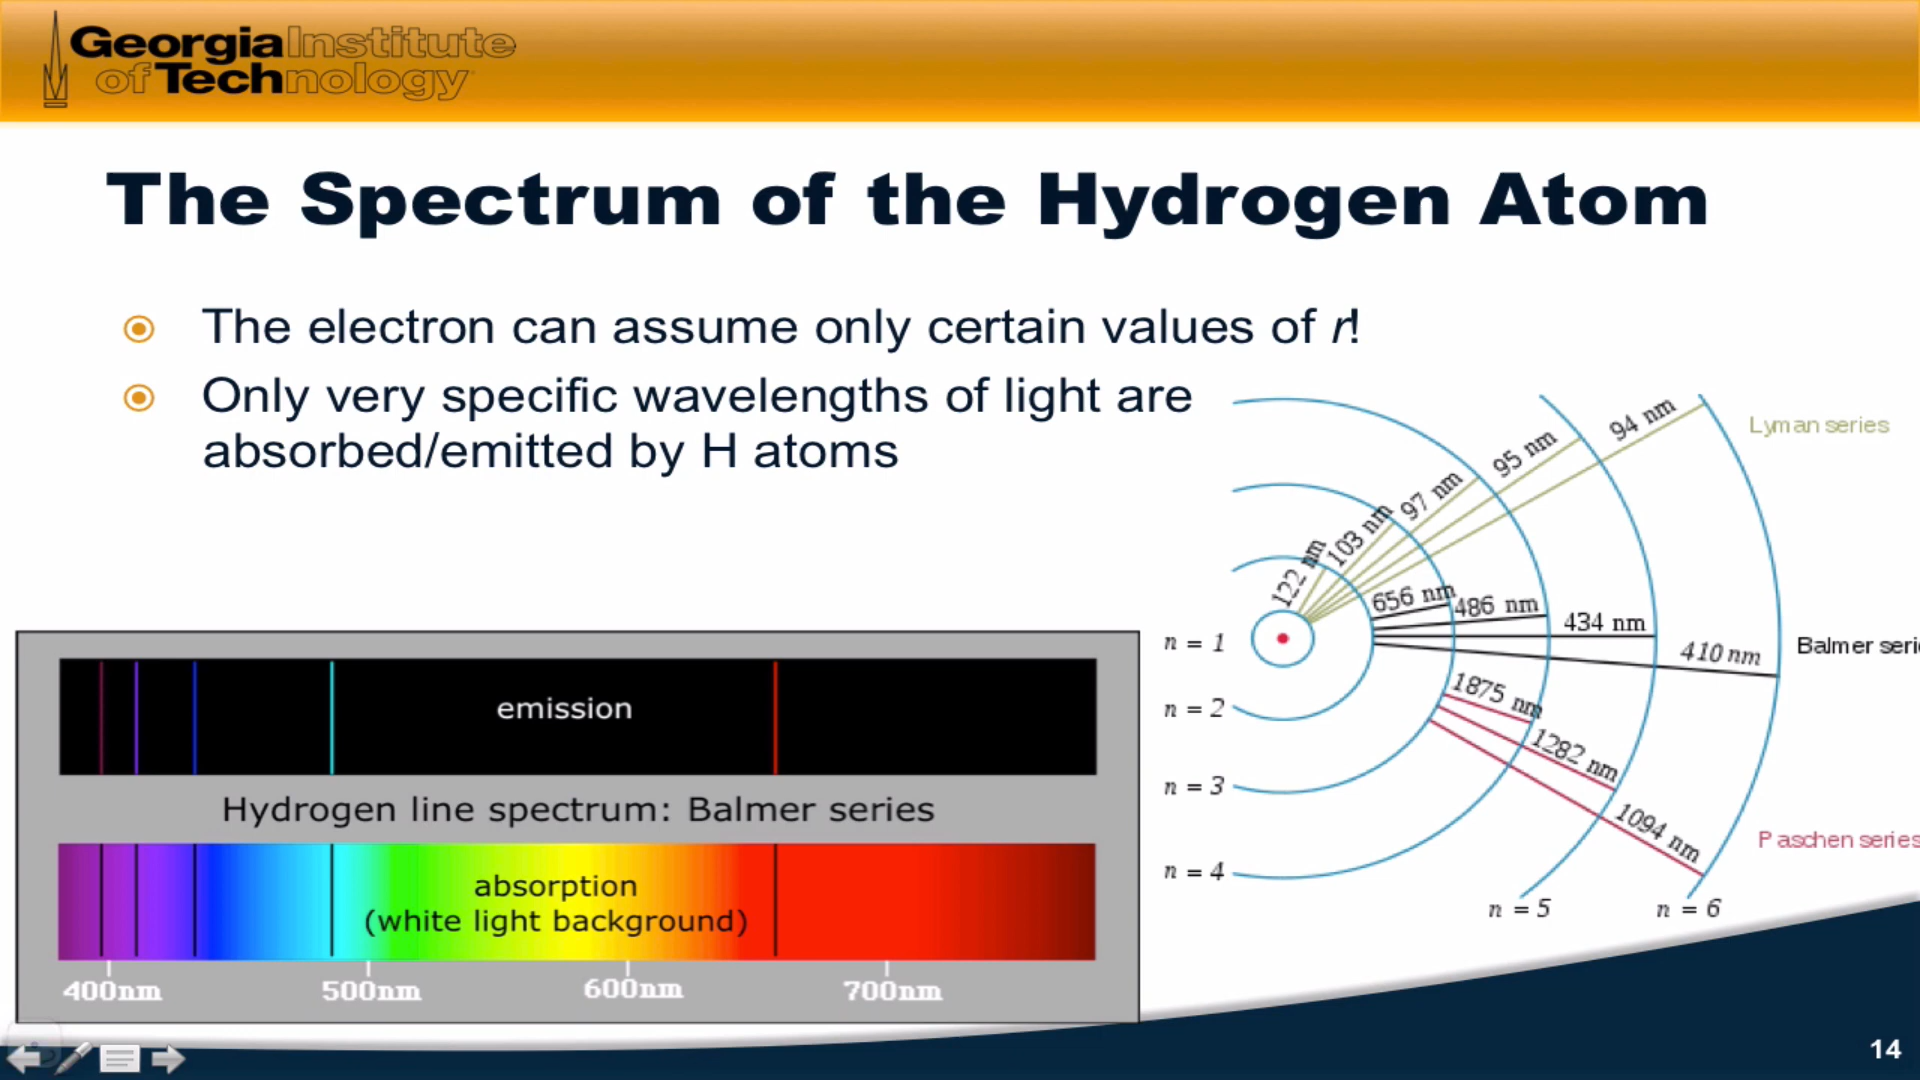 Georgia Institute
of Technology
The Spectrum of the Hydrogen Atom
The electron can assume only certain values of r!
Only very specific wavelengths of light are
absorbed/emitted by H atoms
94 nm
Lyman series
95 nm
97 nm
103 nm
122 nm
656 nm
486 nm
434 nm
410 nm
Balmer seri
n = 1
n = 2
n = 3
n = 4
n = 5
n = 6
1875 nm
1282 nm
1094 nm
Paschen series
emission
Hydrogen line spectrum: Balmer series
absorption
(white light background)
400nm 500nm 600nm 700nm
14